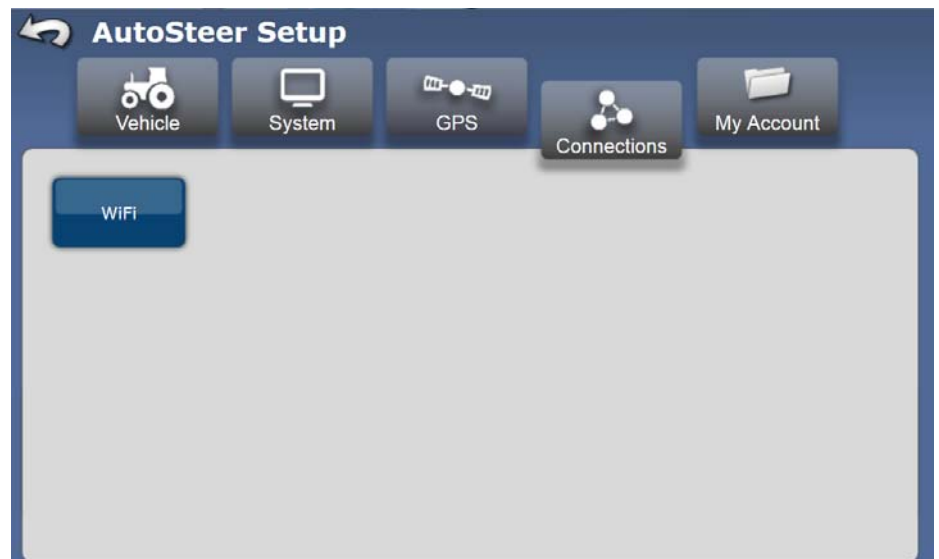 AutoSteer Setup
Vehicle
System
GPS
Connections
My Account
WiFi